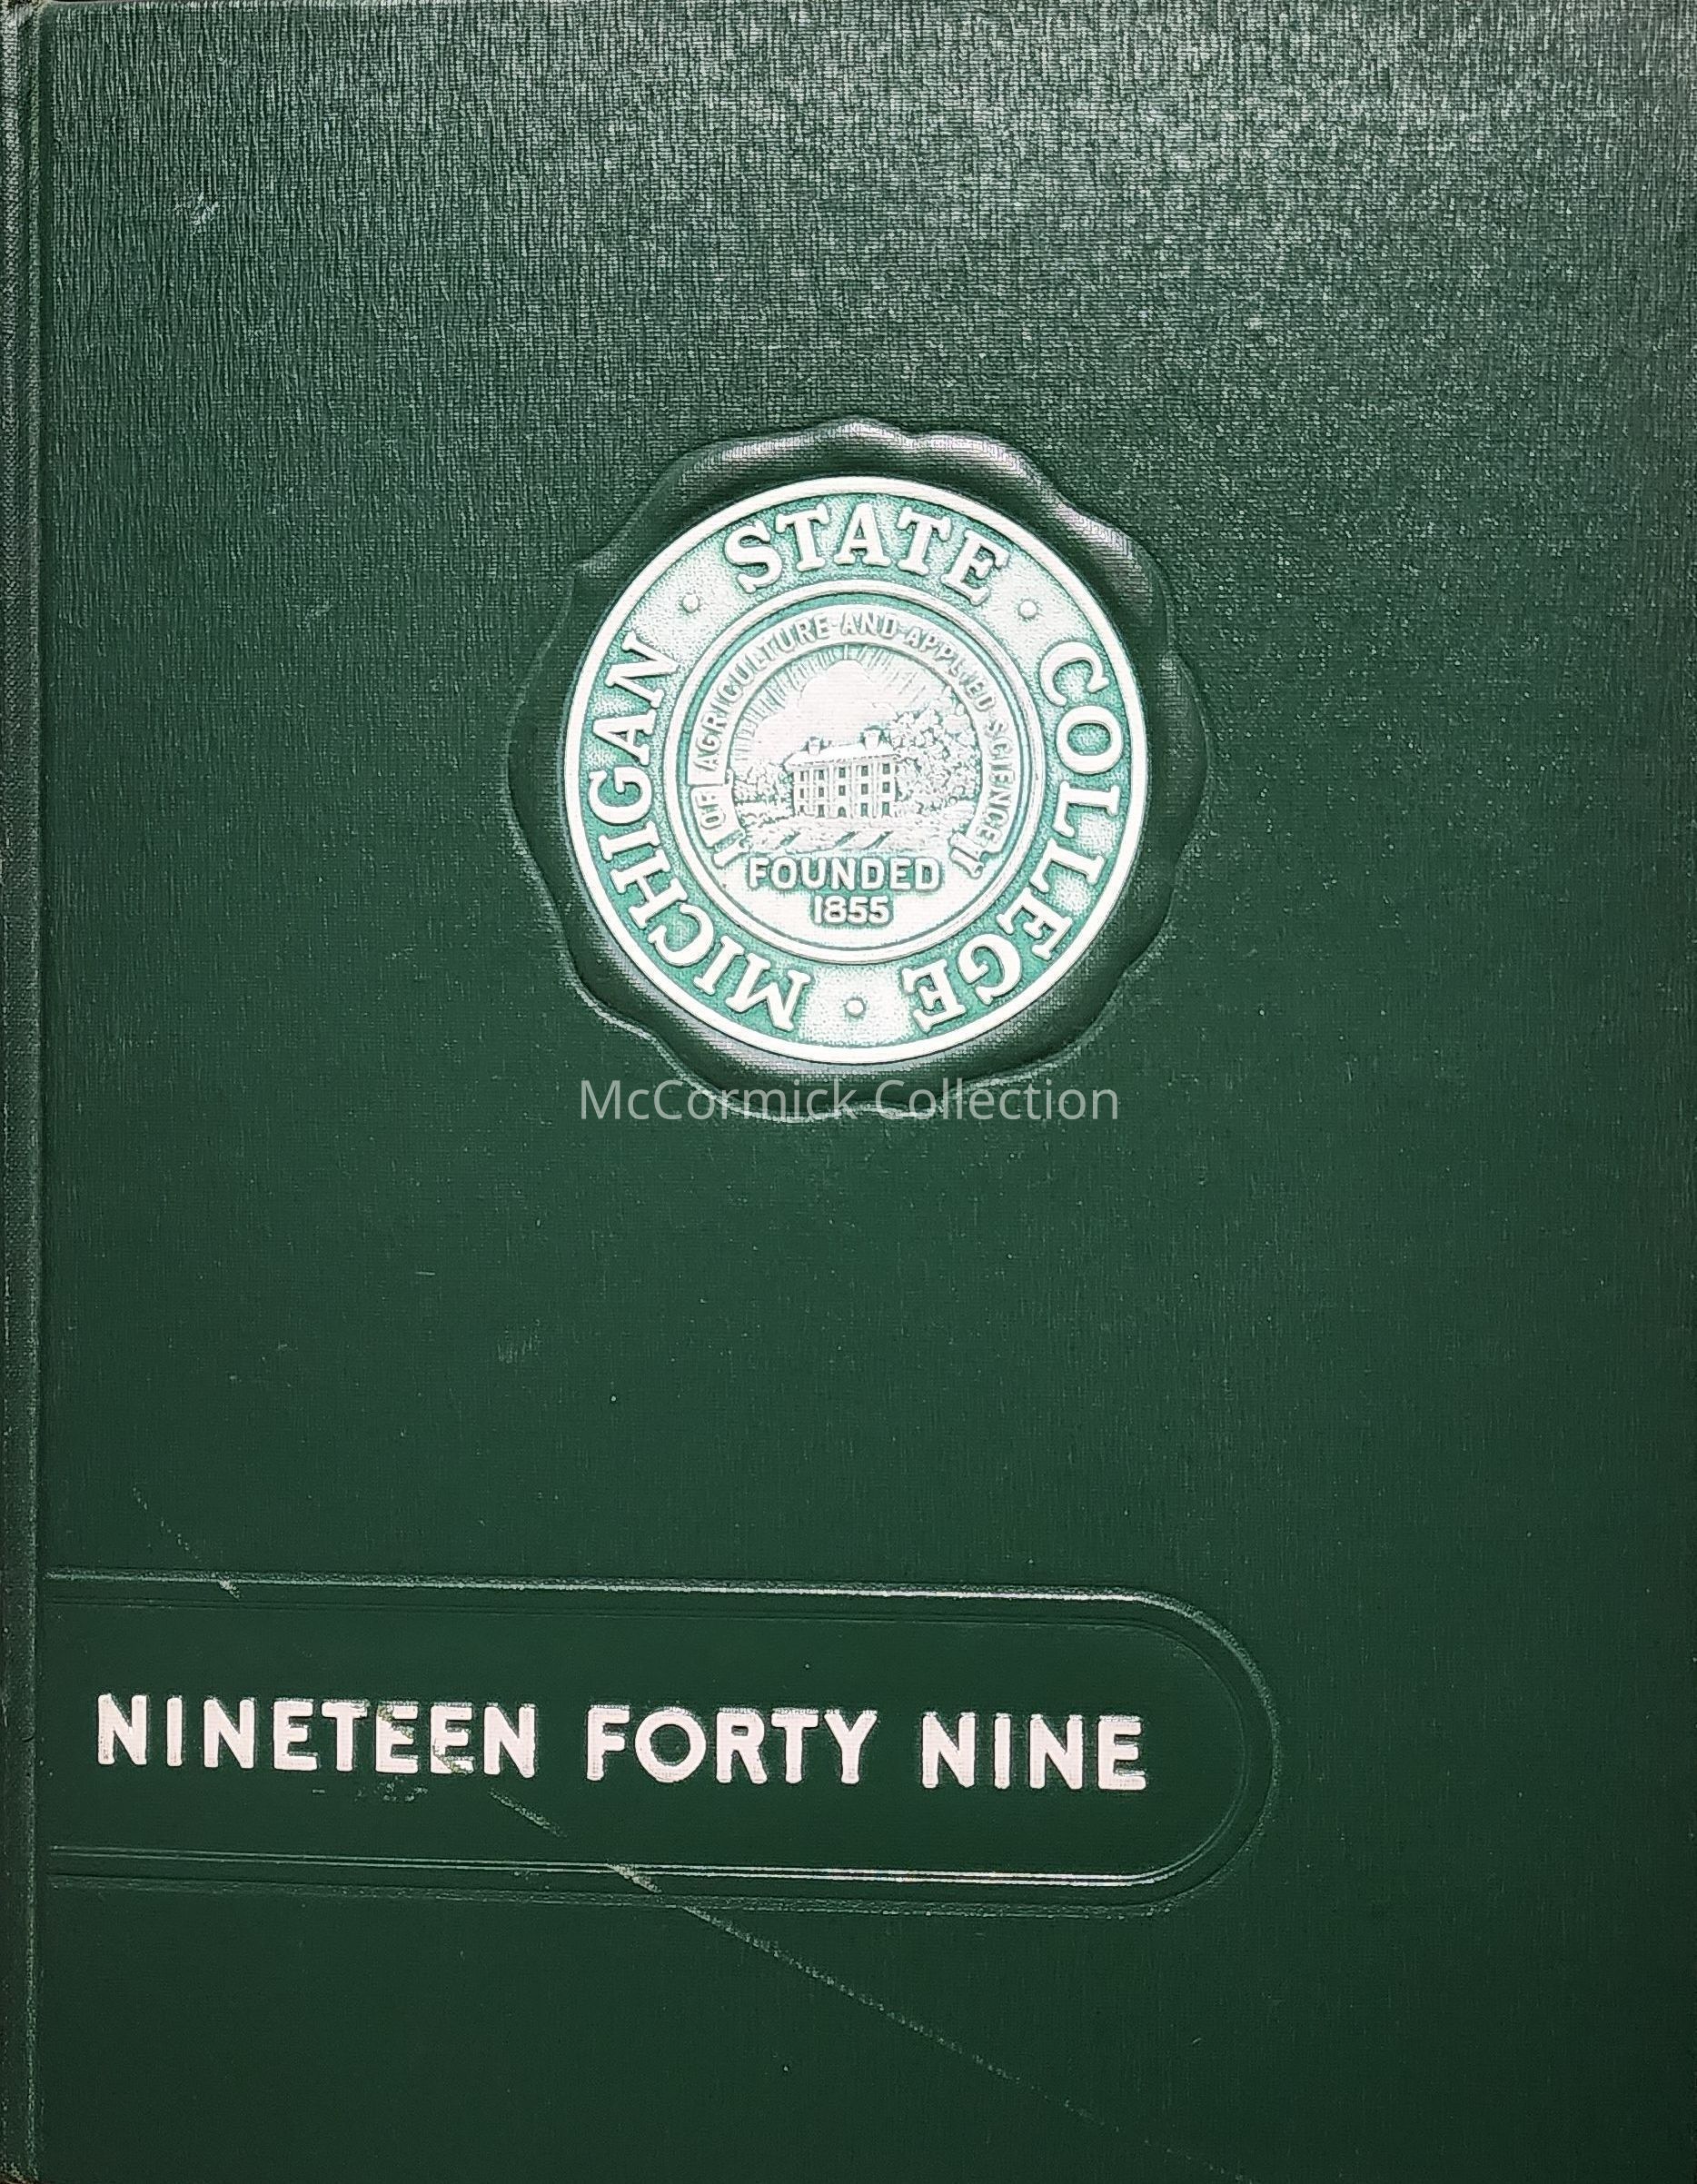 MICHIGAN · STATE · COLLEGE ·
OF AGRICULTURE AND APPLIED SCIENCE
FOUNDED
1855
McCormick Collection
NINETEEN FORTY NINE